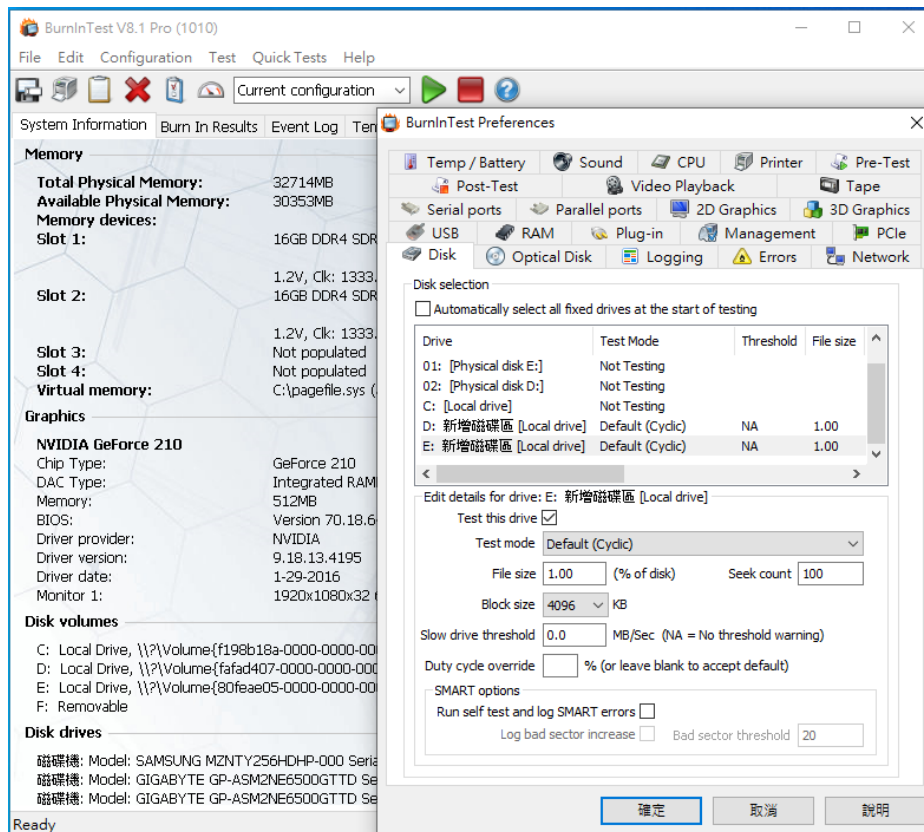 BurnInTest V8.1 Pro (1010)
File Edit Configuration Test Quick Tests Help
Current configuration
System Information Burn In Results Event Log
Memory
Total Physical Memory: 32714MB
Available Physical Memory: 30353MB
Memory devices:
Slot 1: 16GB DDR4 SDR
1.2V, Clk: 1333.
Slot 2: 16GB DDR4 SDR
1.2V, Clk: 1333.
Slot 3: Not populated
Slot 4: Not populated
Virtual memory: C:\pagefile.sys
Graphics
NVIDIA GeForce 210
Chip Type: GeForce 210
DAC Type: Integrated RAM
Memory: 512MB
BIOS: Version 70.18.6
Driver provider: NVIDIA
Driver version: 9.18.13.4195
Driver date: 1-29-2016
Monitor 1: 1920x1080x32
Disk volumes
C: Local Drive, \\?\Volume{f198b18a-0000-0000-00
D: Local Drive, \\?\Volume{fafad407-0000-0000-00
E: Local Drive, \\?\Volume{80feae05-0000-0000-00
F: Removable
Disk drives
磁碟機: Model: SAMSUNG MZNTY256HDHP-000 Seria
磁碟機: Model: GIGABYTE GP-ASM2NE6500GTTD Se
磁碟機: Model: GIGABYTE GP-ASM2NE6500GTTD Se
Ready
BurnInTest Preferences
Temp / Battery Sound CPU Printer Pre-Test
Post-Test Video Playback Tape
Serial ports Parallel ports 2D Graphics 3D Graphics
USB RAM Plug-in Management PCIe
Disk Optical Disk Logging Errors Network
Disk selection
Automatically select all fixed drives at the start of testing
Drive Test Mode Threshold File size
01: [Physical disk E:] Not Testing
02: [Physical disk D:] Not Testing
C: [Local drive] Not Testing
D: 新增磁碟區 [Local drive] Default (Cyclic) NA 1.00
E: 新增磁碟區 [Local drive] Default (Cyclic) NA 1.00
Edit details for drive: E: 新增磁碟區 [Local drive]
Test this drive
Test mode Default (Cyclic)
File size 1.00 (% of disk) Seek count 100
Block size 4096 KB
Slow drive threshold 0.0 MB/Sec (NA = No threshold warning)
Duty cycle override % (or leave blank to accept default)
SMART options
Run self test and log SMART errors
Log bad sector increase Bad sector threshold 20
確定 取消 說明